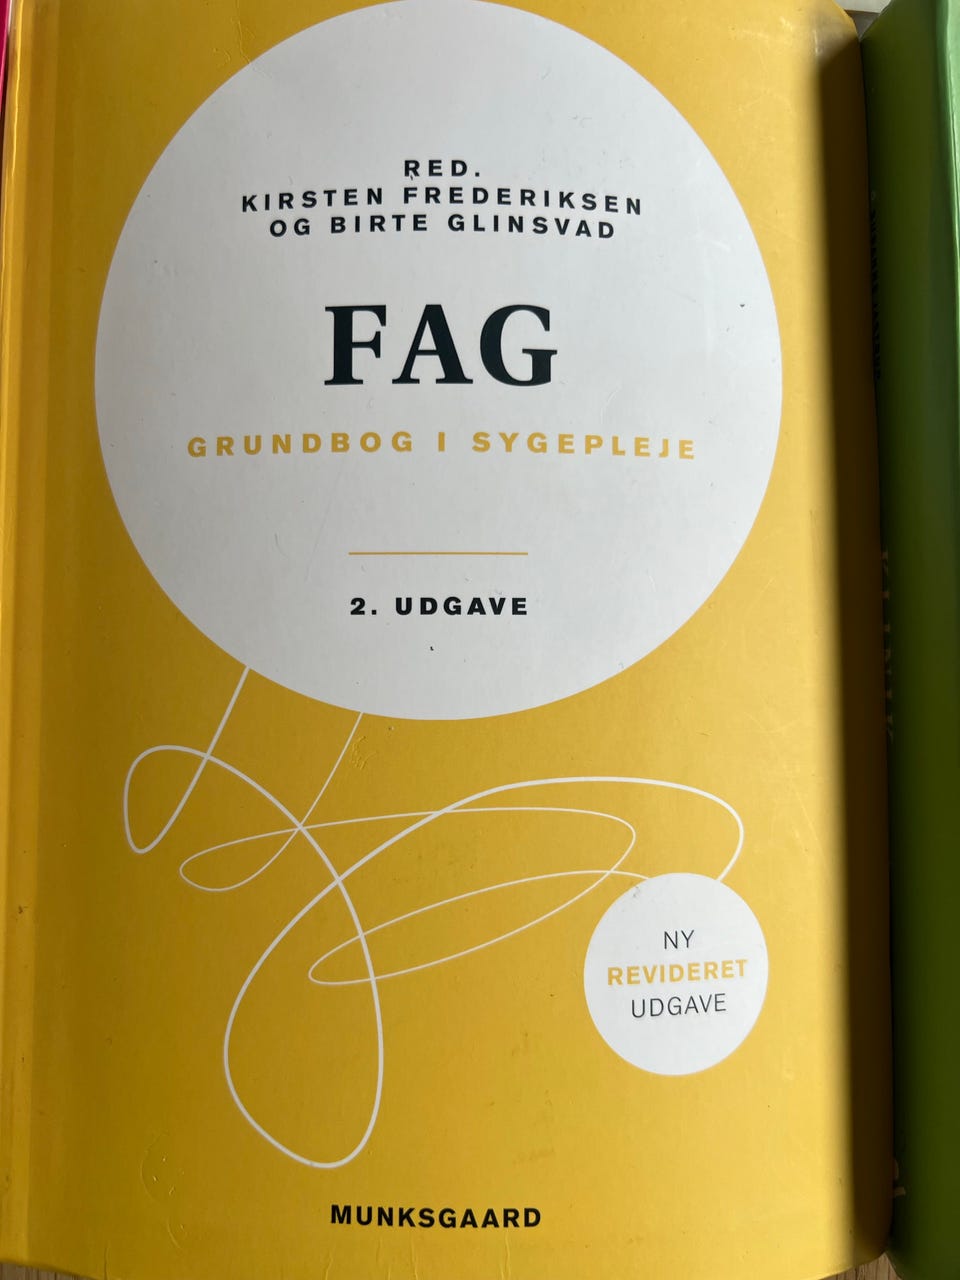 RED.
KIRSTEN FREDERIKSEN
OG BIRTE GLINSVAD
FAG
GRUNDBOG I SYGEPLEJE
2. UDGAVE
NY
REVIDERET
UDGAVE
MUNKSGAARD